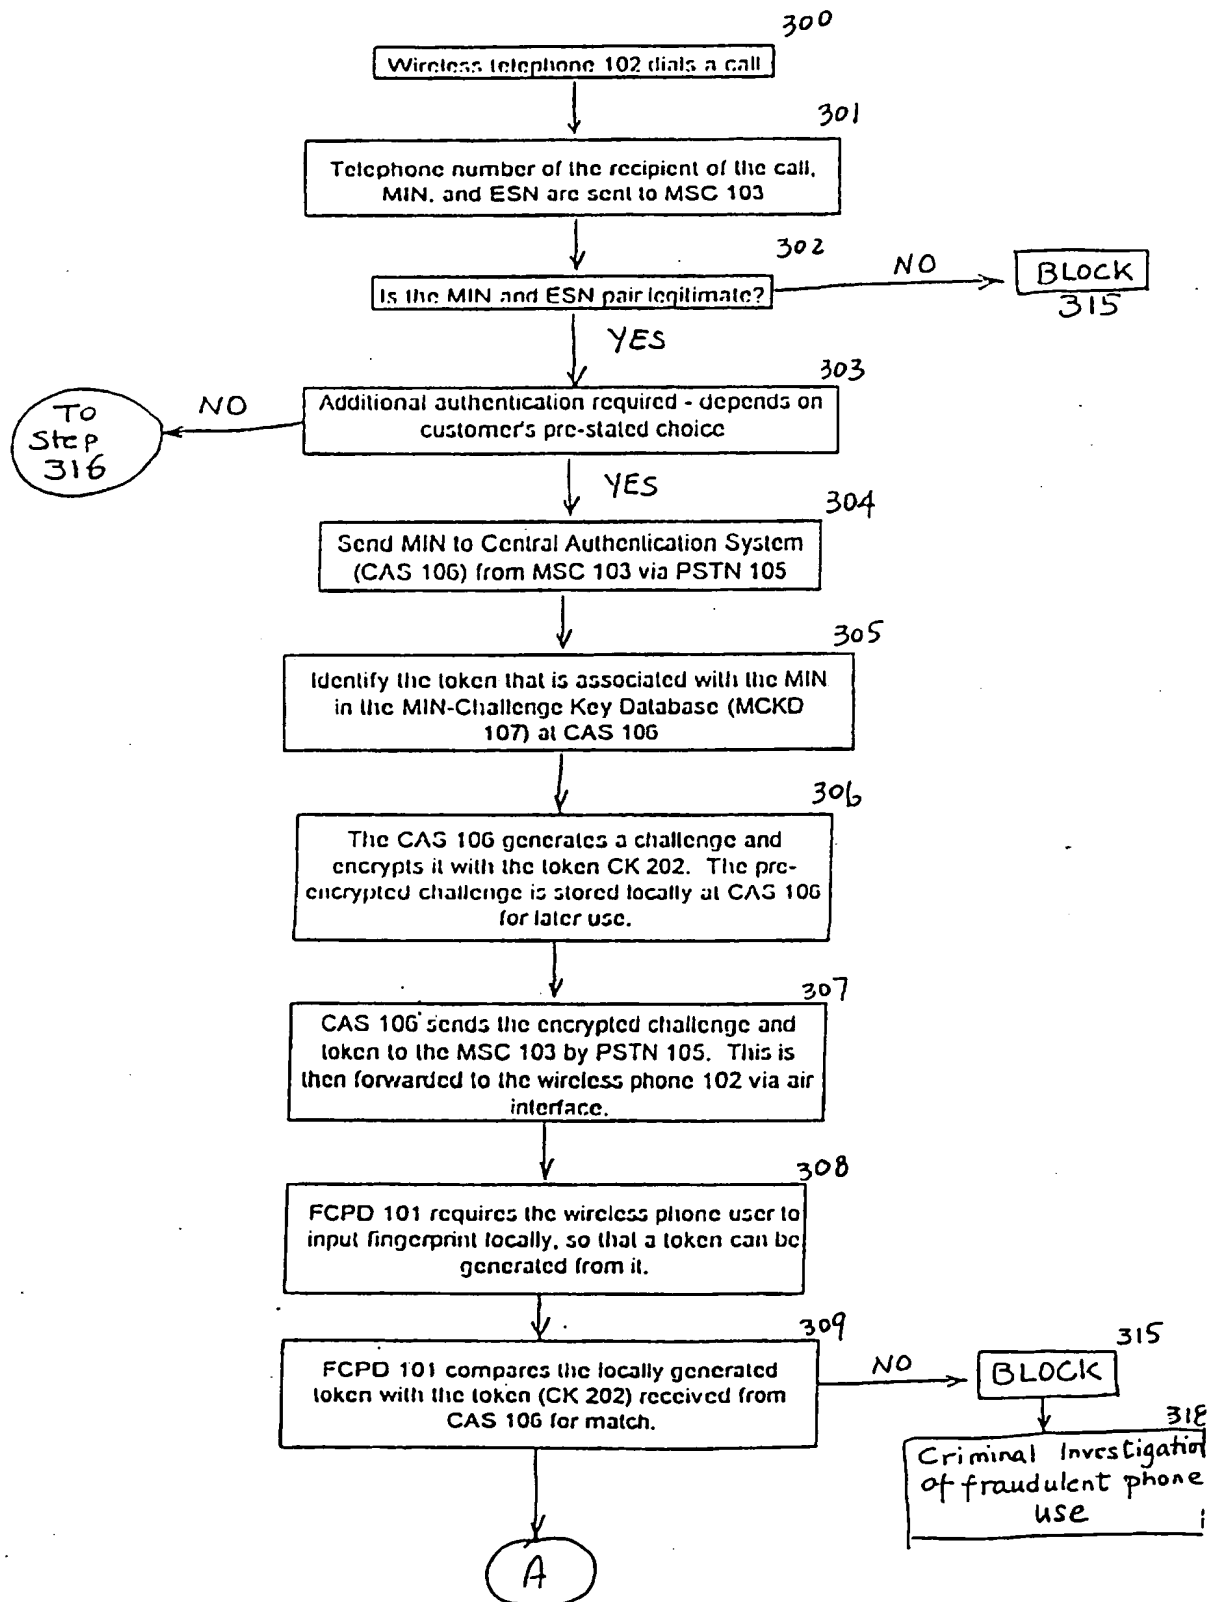 300
Wireless telephone 102 dials a call
301
Telephone number of the recipient of the call,
MIN, and ESN are sent to MSC 103
302
Is the MIN and ESN pair legitimate?
NO
BLOCK
315
YES
303
Additional authentication required - depends on
customer's pre-stated choice
NO
To
Step
316
YES
304
Send MIN to Central Authentication System
(CAS 106) from MSC 103 via PSTN 105
305
Identify the token that is associated with the MIN
in the MIN-Challenge Key Database (MCKD
107) at CAS 106
306
The CAS 106 generates a challenge and
encrypts it with the token CK 202. The pre-
encrypted challenge is stored locally at CAS 106
for later use.
307
CAS 106 sends the encrypted challenge and
token to the MSC 103 by PSTN 105. This is
then forwarded to the wireless phone 102 via air
interface.
308
FCPD 101 requires the wireless phone user to
input fingerprint locally, so that a token can be
generated from it.
309
FCPD 101 compares the locally generated
token with the token (CK 202) received from
CAS 106 for match.
NO
315
BLOCK
318
Criminal Investigation
of fraudulent phone
use
A